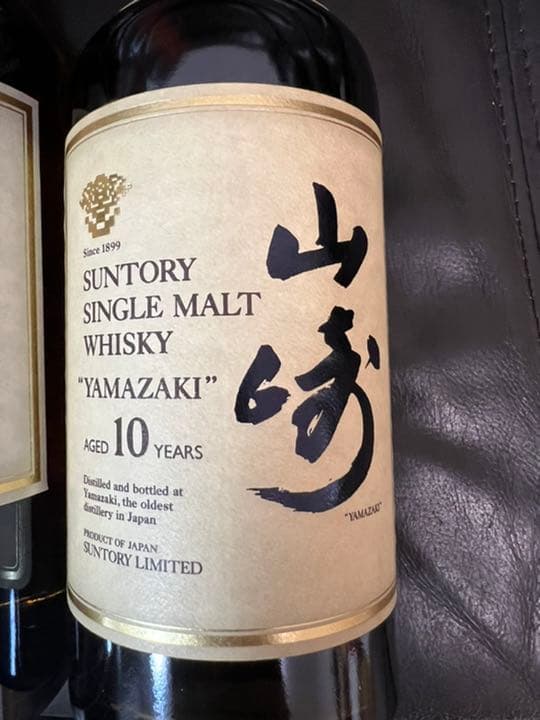 Since 1899
SUNTORY
SINGLE MALT
WHISKY
"YAMAZAKI"
AGED 10 YEARS
Distilled and bottled at
Yamazaki, the oldest
distillery in Japan
PRODUCT OF JAPAN
SUNTORY LIMITED
山崎
"YAMAZAKI"